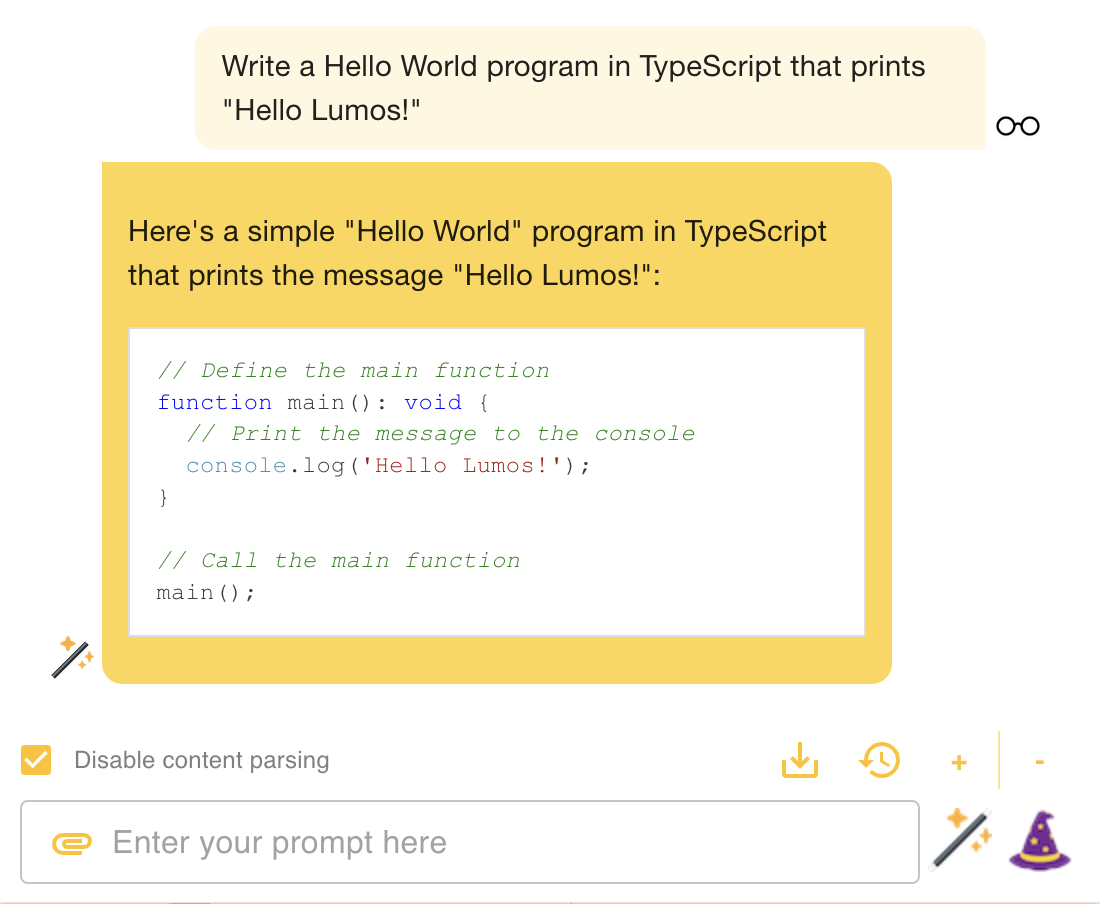 Write a Hello World program in TypeScript that prints
"Hello Lumos!"
Here's a simple "Hello World" program in TypeScript
that prints the message "Hello Lumos!":
// Define the main function
function main(): void {
  // Print the message to the console
  console.log('Hello Lumos!');
}
// Call the main function
main();
Disable content parsing
+
-
Enter your prompt here